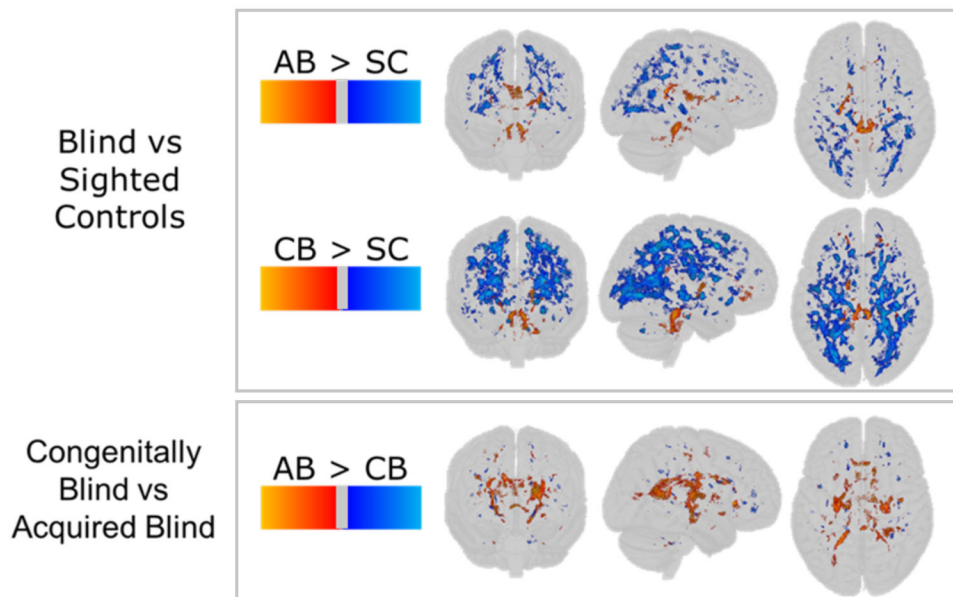 Blind vs
Sighted
Controls
AB > SC
CB > SC
Congenitally
Blind vs
Acquired Blind
AB > CB